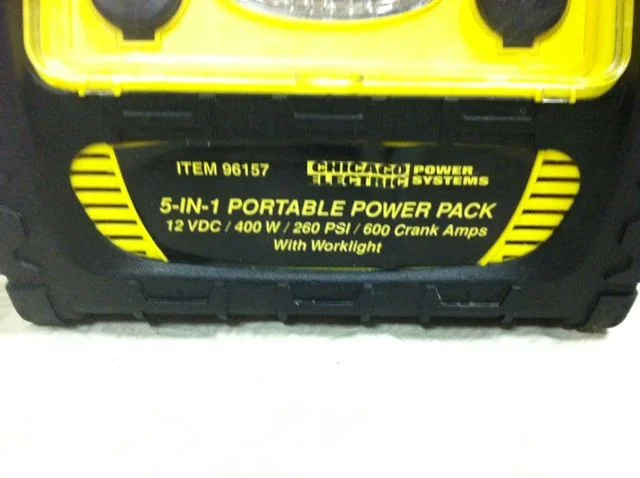 ITEM 96157
CHICAGO ELECTRIC POWER SYSTEMS
5-IN-1 PORTABLE POWER PACK
12 VDC / 400 W / 260 PSI / 600 Crank Amps
With Worklight